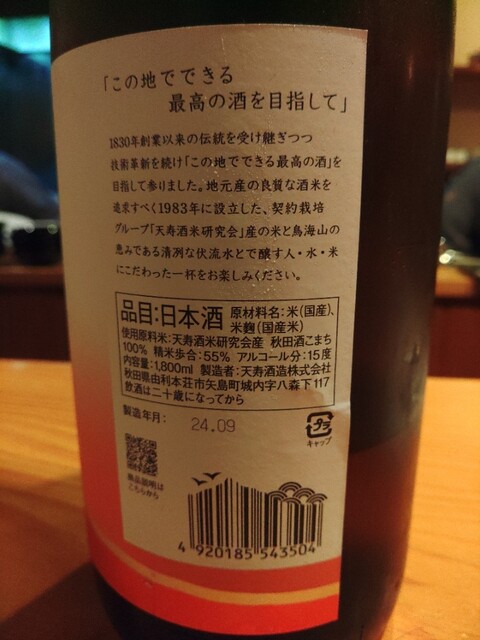 「この地でできる
最高の酒を目指して」
1830年創業以来の伝統を受け継ぎつつ
技術革新を続け「この地でできる最高の酒」を
目指して参りました。地元産の良質な酒米を
追求すべく1983年に設立した、契約栽培
グループ「天寿酒米研究会」産の米と鳥海山の
恵みである清冽な伏流水とで醸す人・水・米
にこだわった一杯をお楽しみください。
品目:日本酒 原材料名:米(国産)、
米麹(国産米)
使用原料米:天寿酒米研究会産 秋田酒こまち
100% 精米歩合:55% アルコール分:15度
内容量:1,800ml 製造者:天寿酒造株式会社
秋田県由利本荘市矢島町城内字八森下117
飲酒は二十歳になってから
製造年月: 24.09
プラ
キャップ
商品説明は
こちらから
4 920185 543504